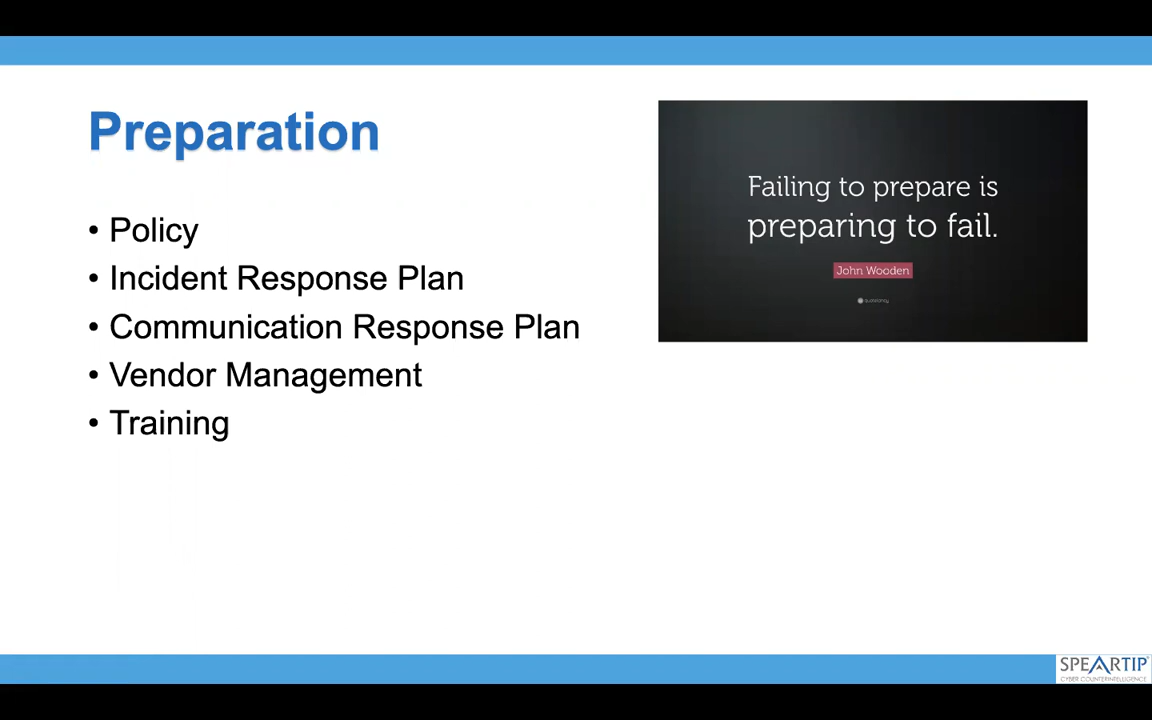 Preparation
• Policy
• Incident Response Plan
• Communication Response Plan
• Vendor Management
• Training
Failing to prepare is
preparing to fail.
John Wooden
quotefancy
SPEARTIP
CYBER COUNTERINTELLIGENCE